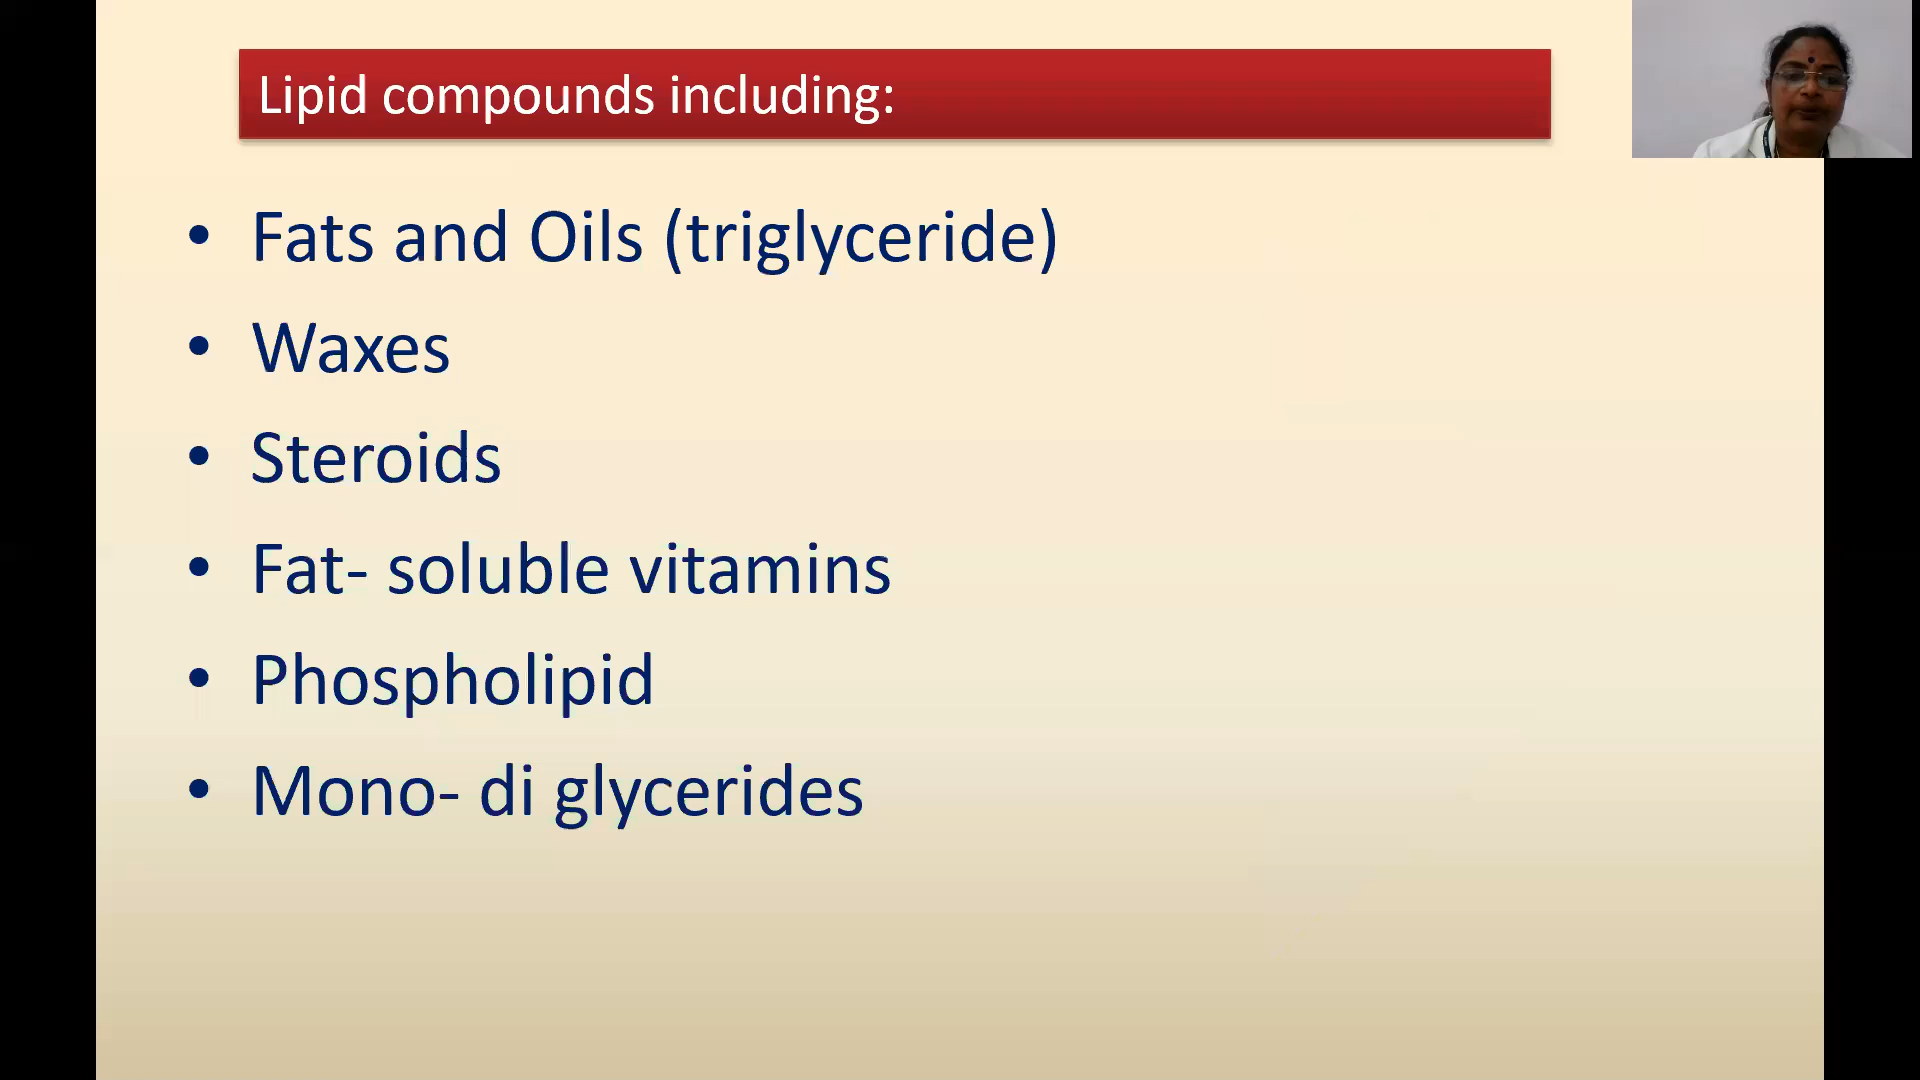 Lipid compounds including:
• Fats and Oils (triglyceride)
• Waxes
• Steroids
• Fat- soluble vitamins
• Phospholipid
• Mono- di glycerides